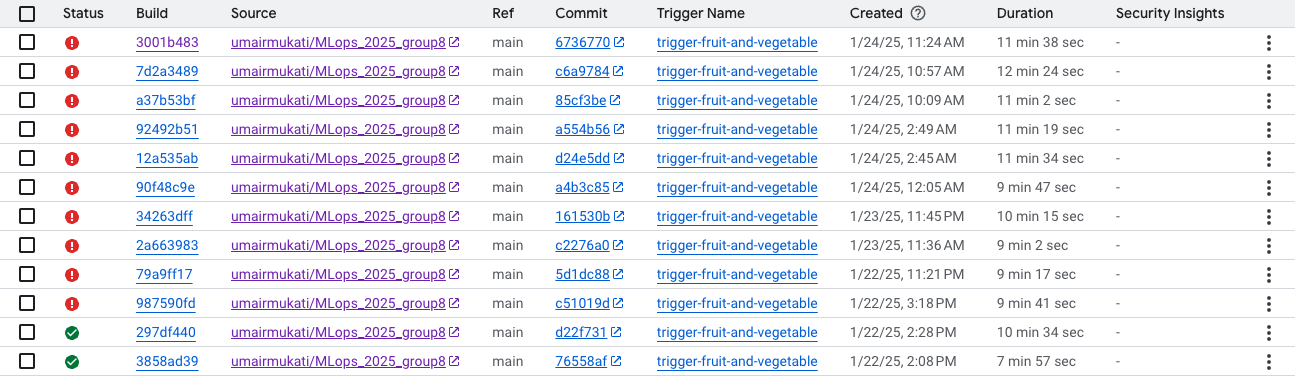 Status Build Source Ref Commit Trigger Name Created Duration Security Insights
3001b483 umairmukati/MLops_2025_group8 main 6736770 trigger-fruit-and-vegetable 1/24/25, 11:24 AM 11 min 38 sec -
7d2a3489 umairmukati/MLops_2025_group8 main c6a9784 trigger-fruit-and-vegetable 1/24/25, 10:57 AM 12 min 24 sec -
a37b53bf umairmukati/MLops_2025_group8 main 85cf3be trigger-fruit-and-vegetable 1/24/25, 10:09 AM 11 min 2 sec -
92492b51 umairmukati/MLops_2025_group8 main a554b56 trigger-fruit-and-vegetable 1/24/25, 2:49 AM 11 min 19 sec -
12a535ab umairmukati/MLops_2025_group8 main d24e5dd trigger-fruit-and-vegetable 1/24/25, 2:45 AM 11 min 34 sec -
90f48c9e umairmukati/MLops_2025_group8 main a4b3c85 trigger-fruit-and-vegetable 1/24/25, 12:05 AM 9 min 47 sec -
34263dff umairmukati/MLops_2025_group8 main 161530b trigger-fruit-and-vegetable 1/23/25, 11:45 PM 10 min 15 sec -
2a663983 umairmukati/MLops_2025_group8 main c2276a0 trigger-fruit-and-vegetable 1/23/25, 11:36 AM 9 min 2 sec -
79a9ff17 umairmukati/MLops_2025_group8 main 5d1dc88 trigger-fruit-and-vegetable 1/22/25, 11:21 PM 9 min 17 sec -
987590fd umairmukati/MLops_2025_group8 main c51019d trigger-fruit-and-vegetable 1/22/25, 3:18 PM 9 min 41 sec -
297df440 umairmukati/MLops_2025_group8 main d22f731 trigger-fruit-and-vegetable 1/22/25, 2:28 PM 10 min 34 sec -
3858ad39 umairmukati/MLops_2025_group8 main 76558af trigger-fruit-and-vegetable 1/22/25, 2:08 PM 7 min 57 sec -